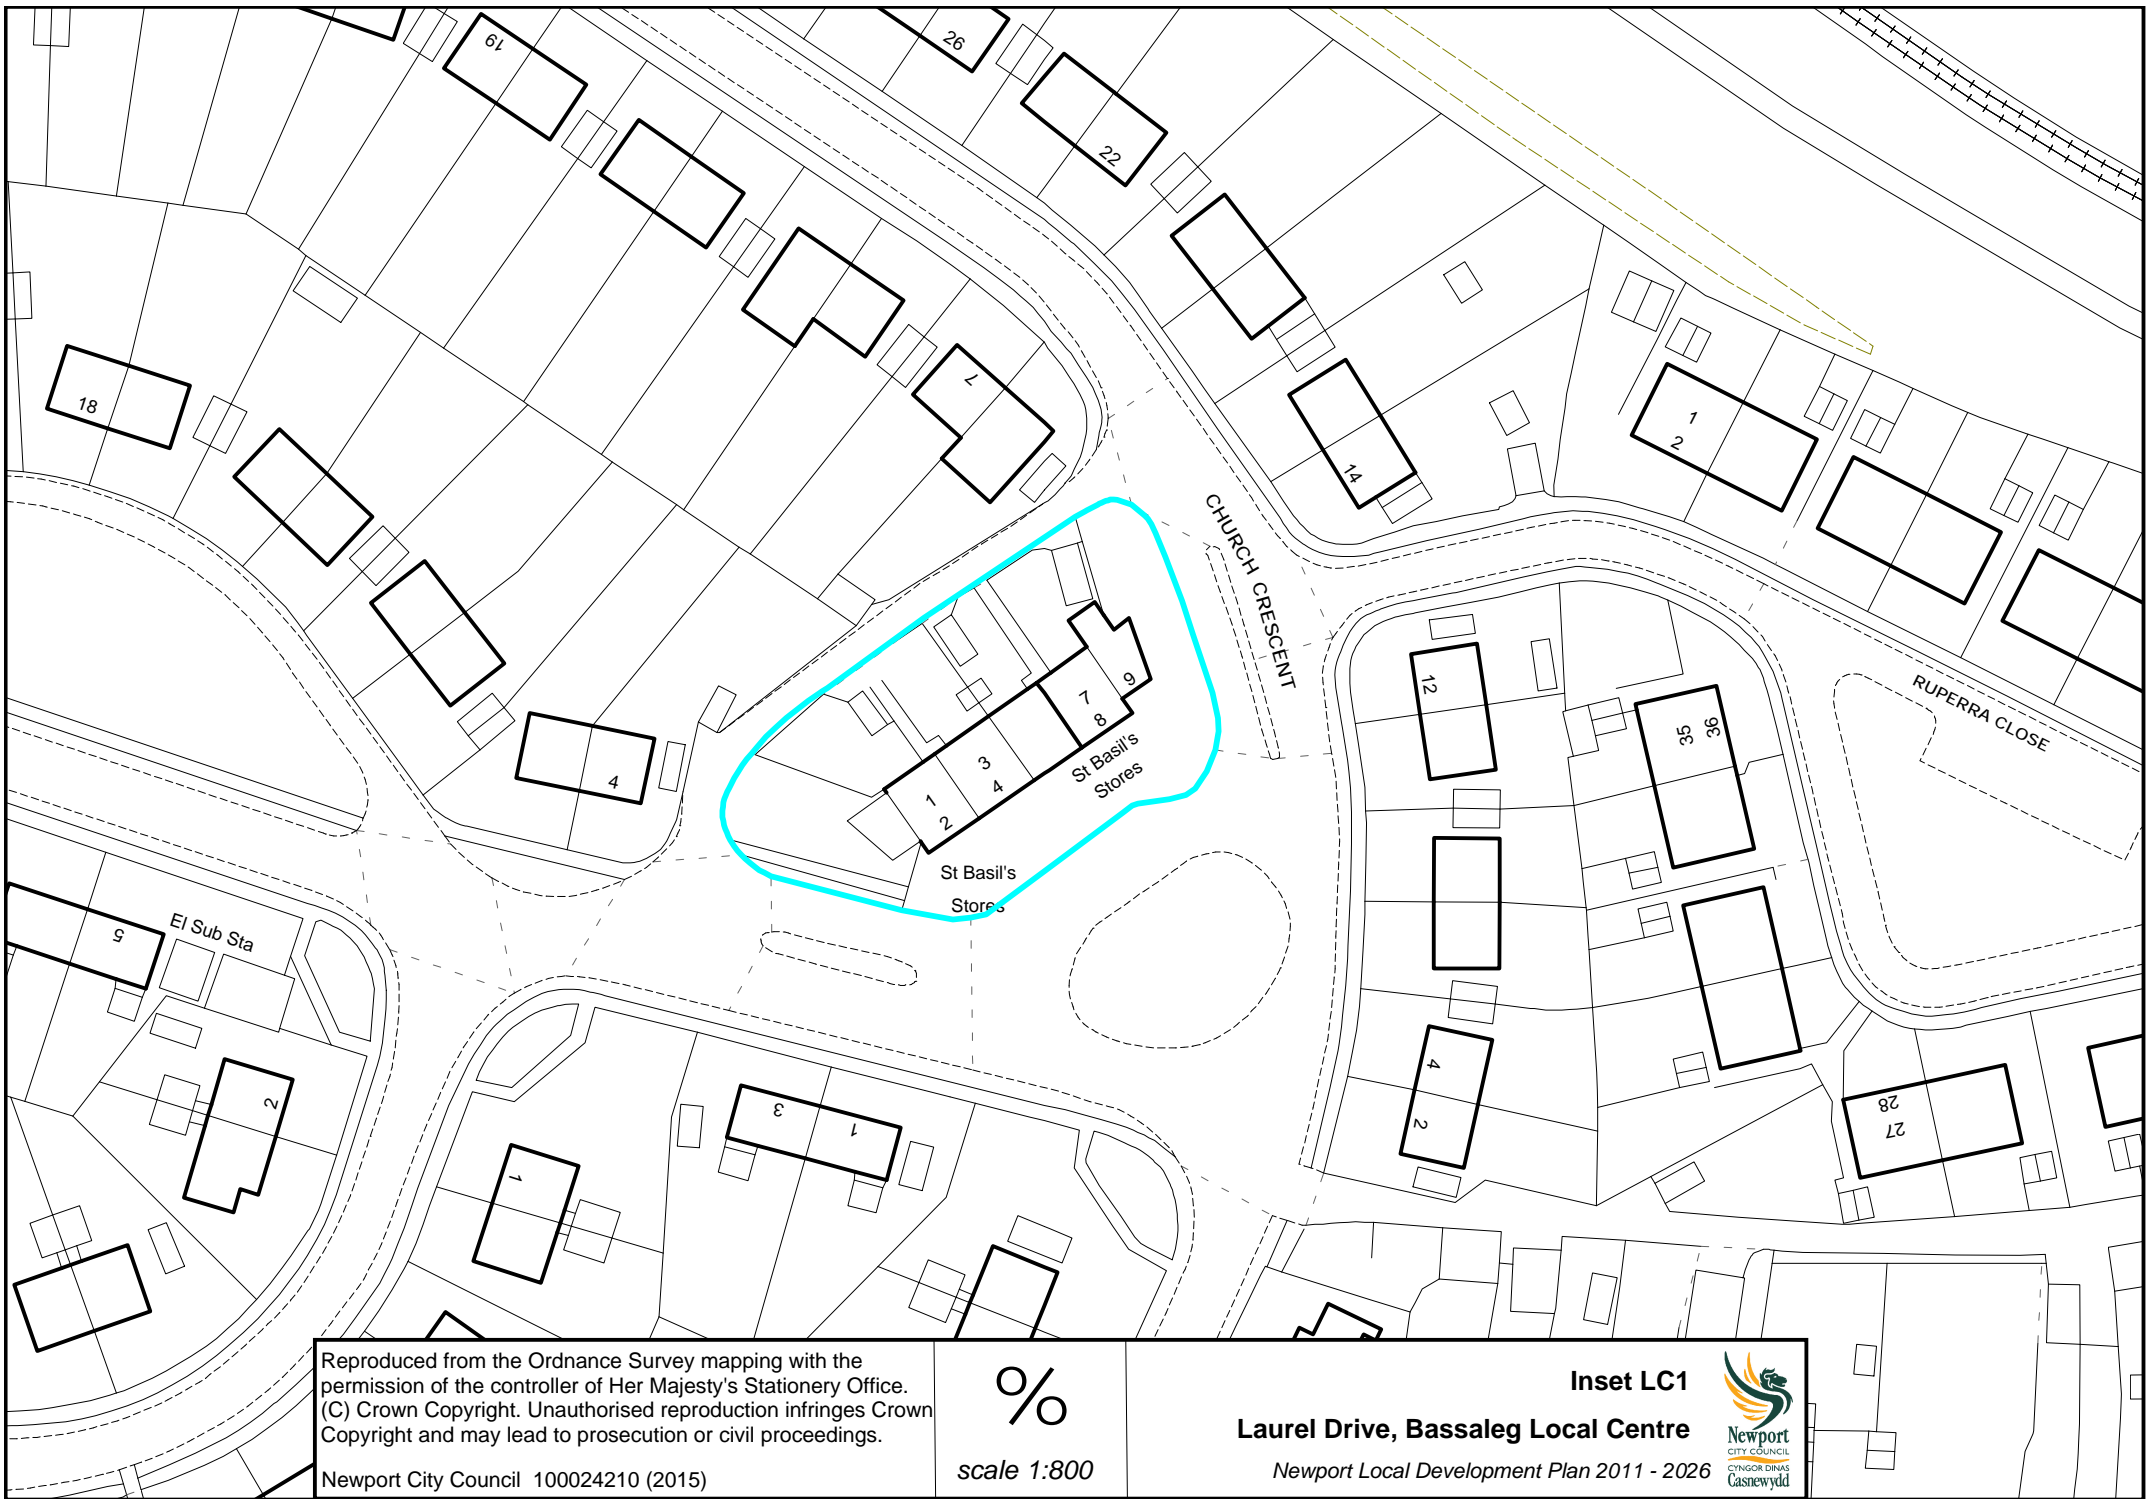 19
26
22
18
7
14
1
2
CHURCH CRESCENT
RUPERRA CLOSE
12
36
35
9
7
8
3
4
1
2
St Basil's
Stores
St Basil's
Stores
4
5
El Sub Sta
2
1
3
1
4
2
28
27
Reproduced from the Ordnance Survey mapping with the
permission of the controller of Her Majesty's Stationery Office.
(C) Crown Copyright. Unauthorised reproduction infringes Crown
Copyright and may lead to prosecution or civil proceedings.
Newport City Council 100024210 (2015)
%
scale 1:800
Inset LC1
Laurel Drive, Bassaleg Local Centre
Newport Local Development Plan 2011 - 2026
Newport
CITY COUNCIL
CYNGOR DINAS
Casnewydd